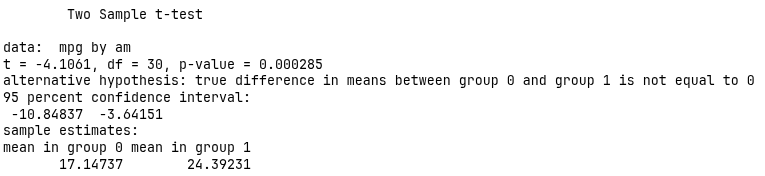 Two Sample t-test
data:  mpg by am
t = -4.1061, df = 30, p-value = 0.000285
alternative hypothesis: true difference in means between group 0 and group 1 is not equal to 0
95 percent confidence interval:
 -10.84837  -3.64151
sample estimates:
mean in group 0 mean in group 1
       17.14737        24.39231